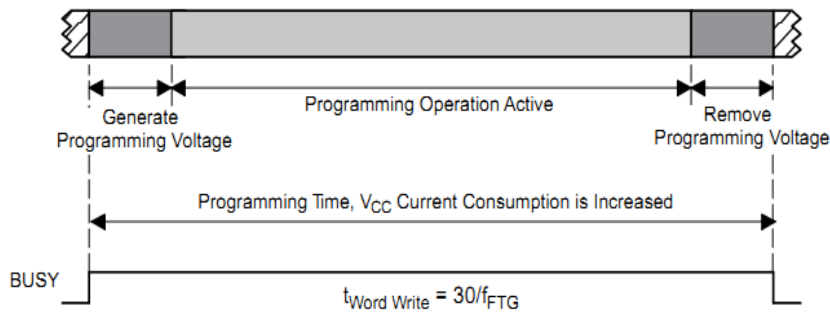 Generate
Programming Voltage
Programming Operation Active
Remove
Programming Voltage
Programming Time, VCC Current Consumption is Increased
BUSY
tWord Write = 30/fFTG